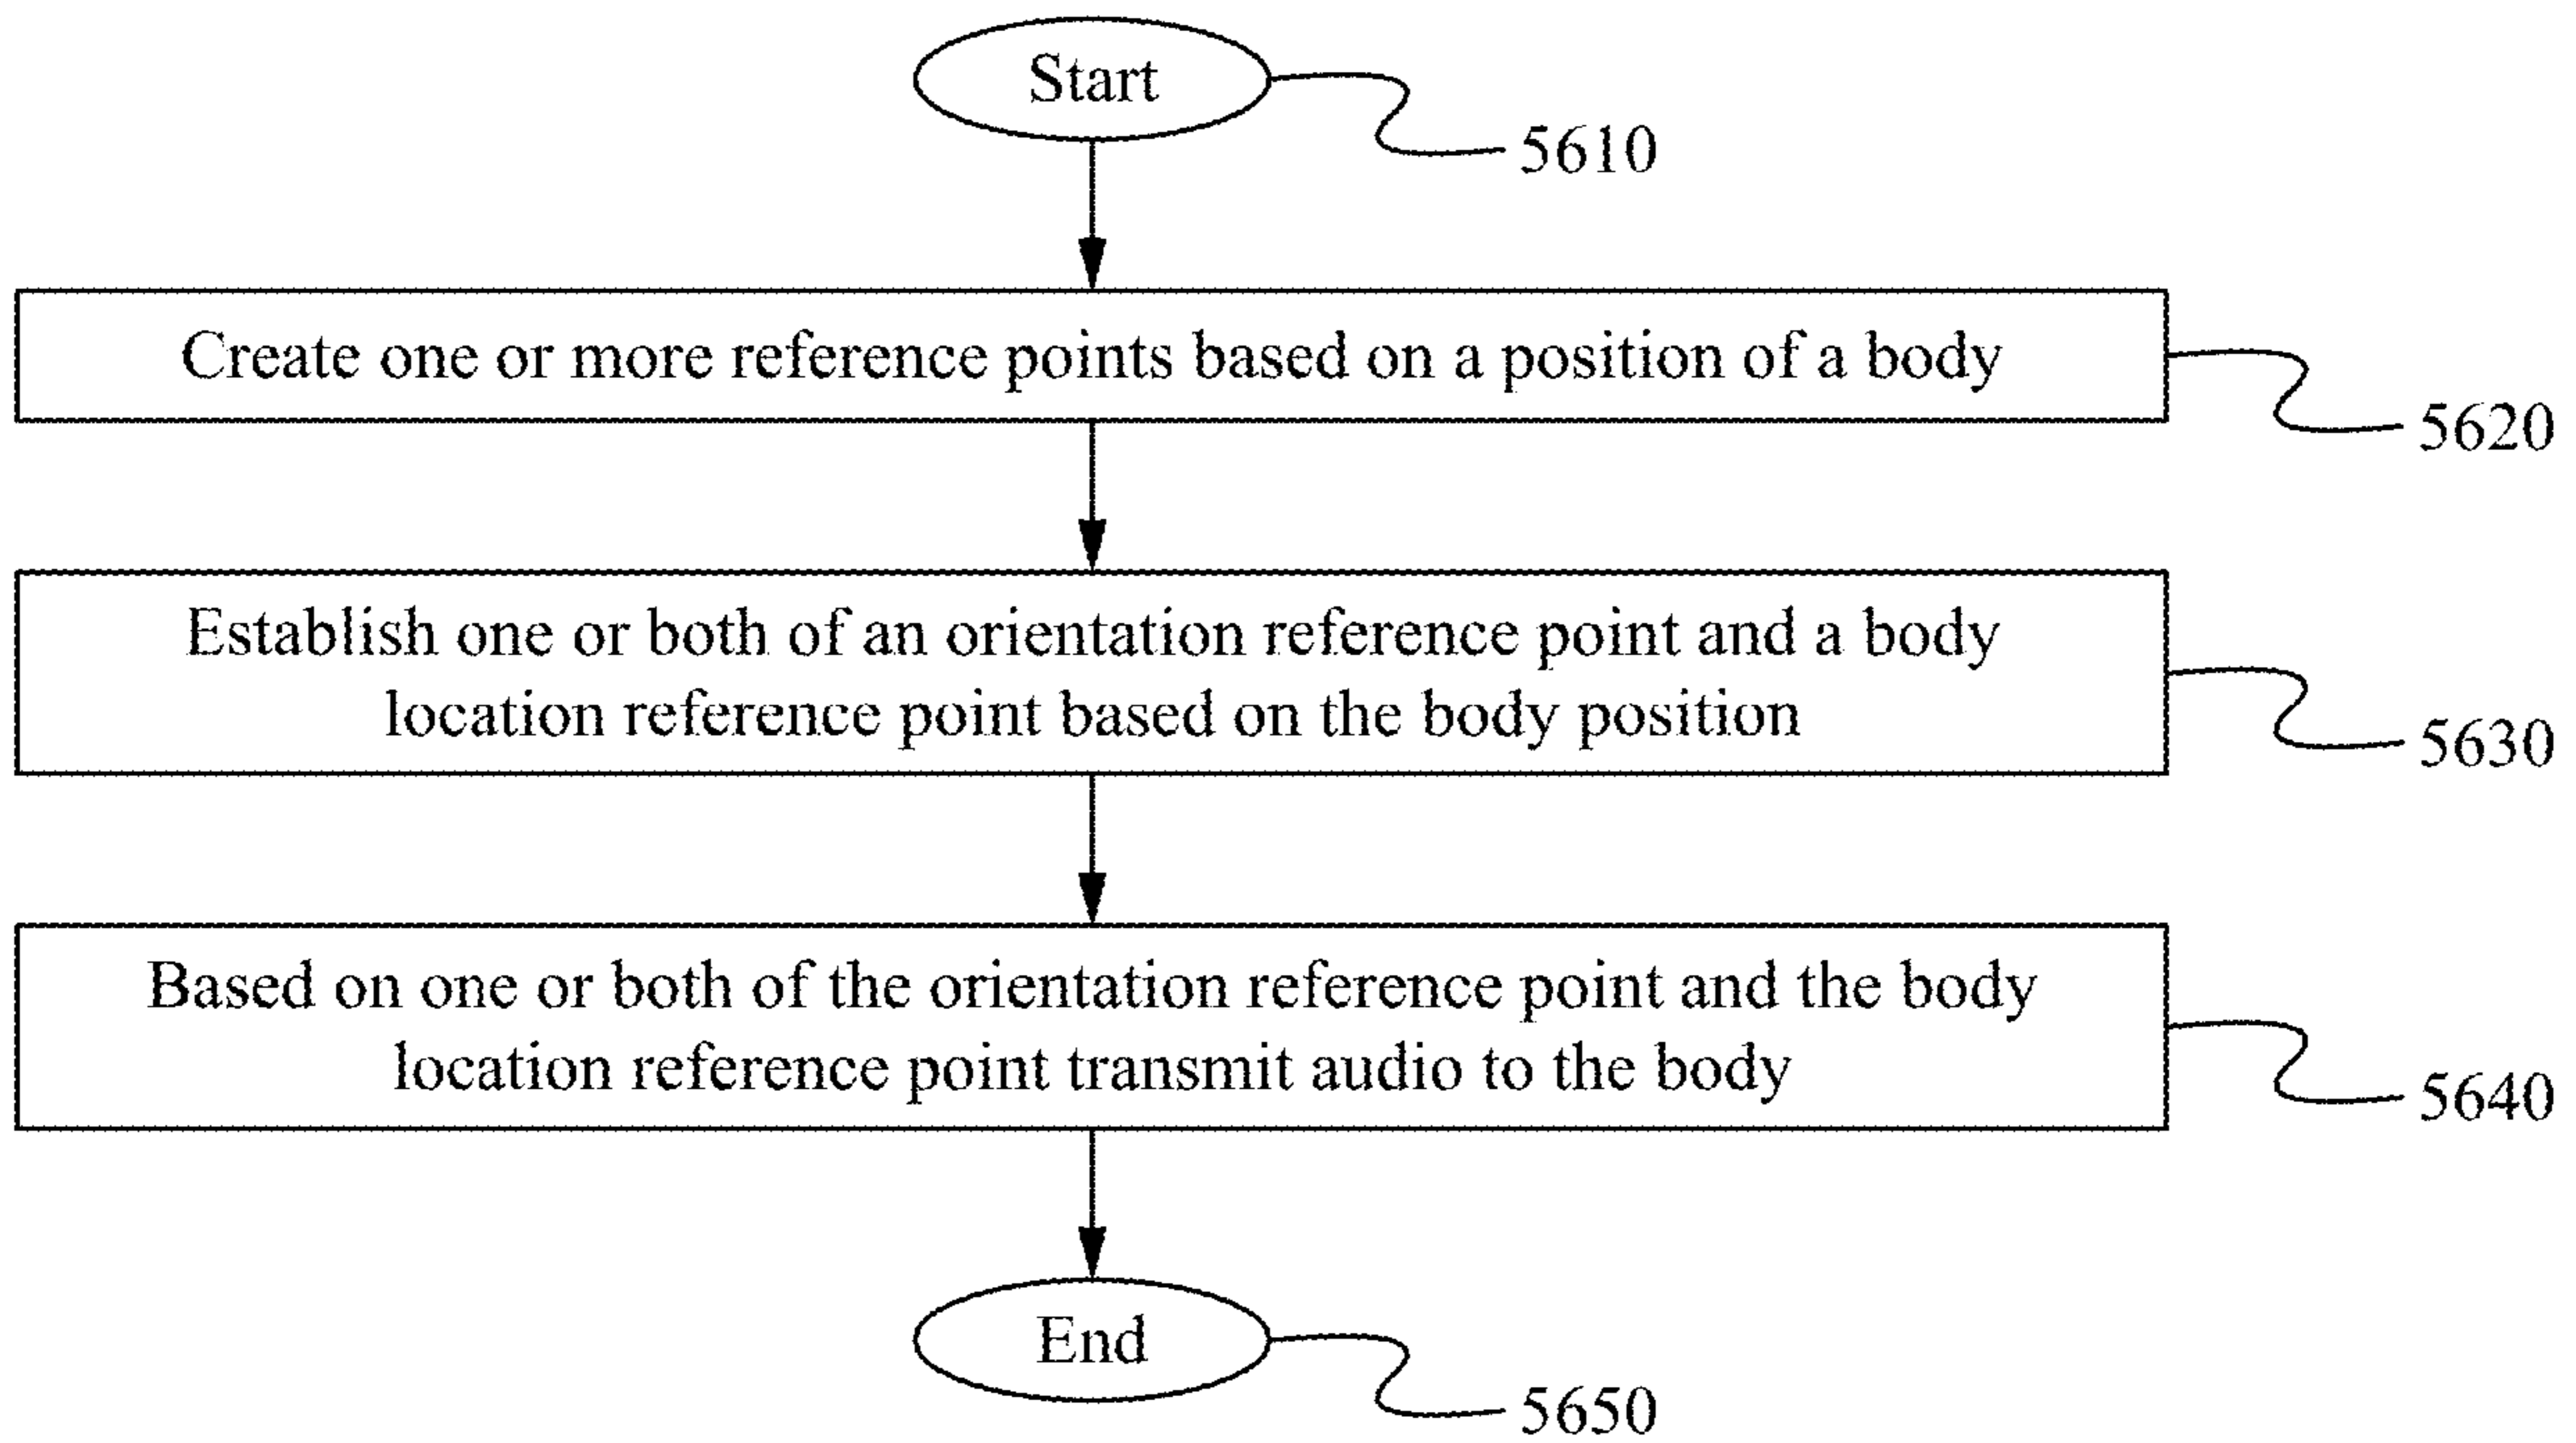 Start
5610
Create one or more reference points based on a position of a body
5620
Establish one or both of an orientation reference point and a body
location reference point based on the body position
5630
Based on one or both of the orientation reference point and the body
location reference point transmit audio to the body
5640
End
5650